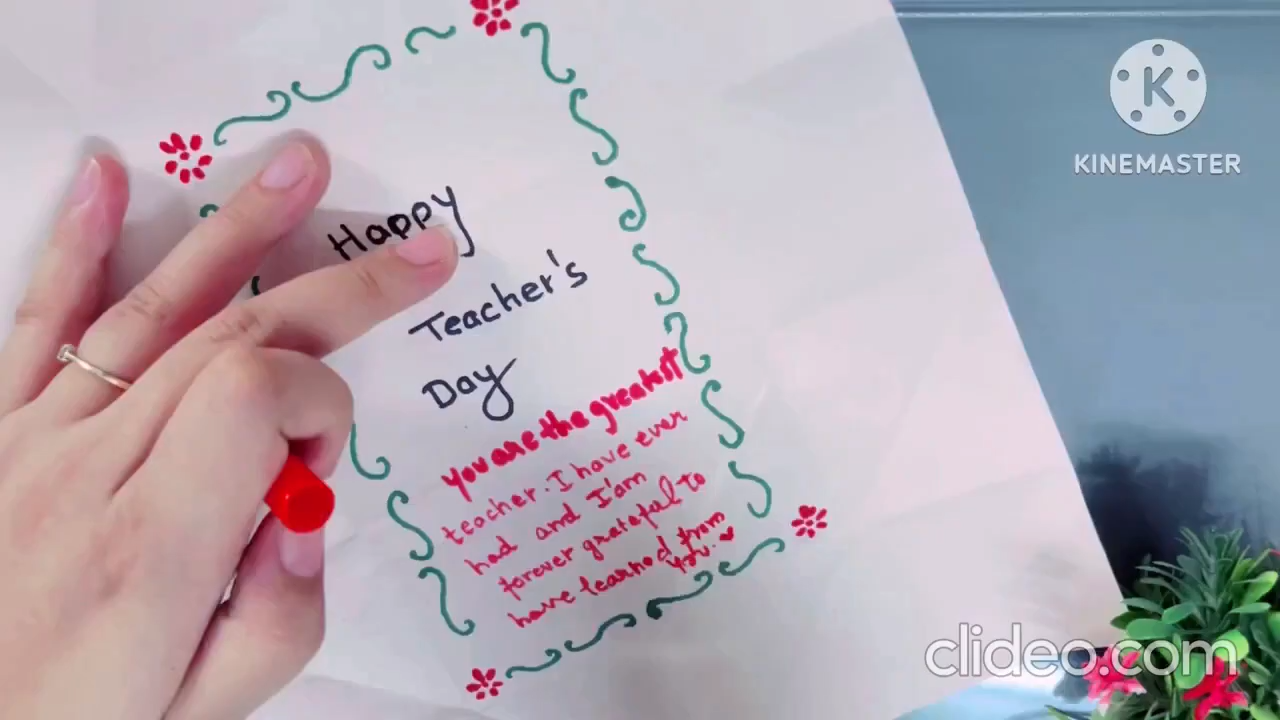 Happy
Teacher's
Day
You are the greatest
teacher. I have ever
had and I'am
forever grateful to
have learned from
you.
K
KINEMASTER
clideo.com